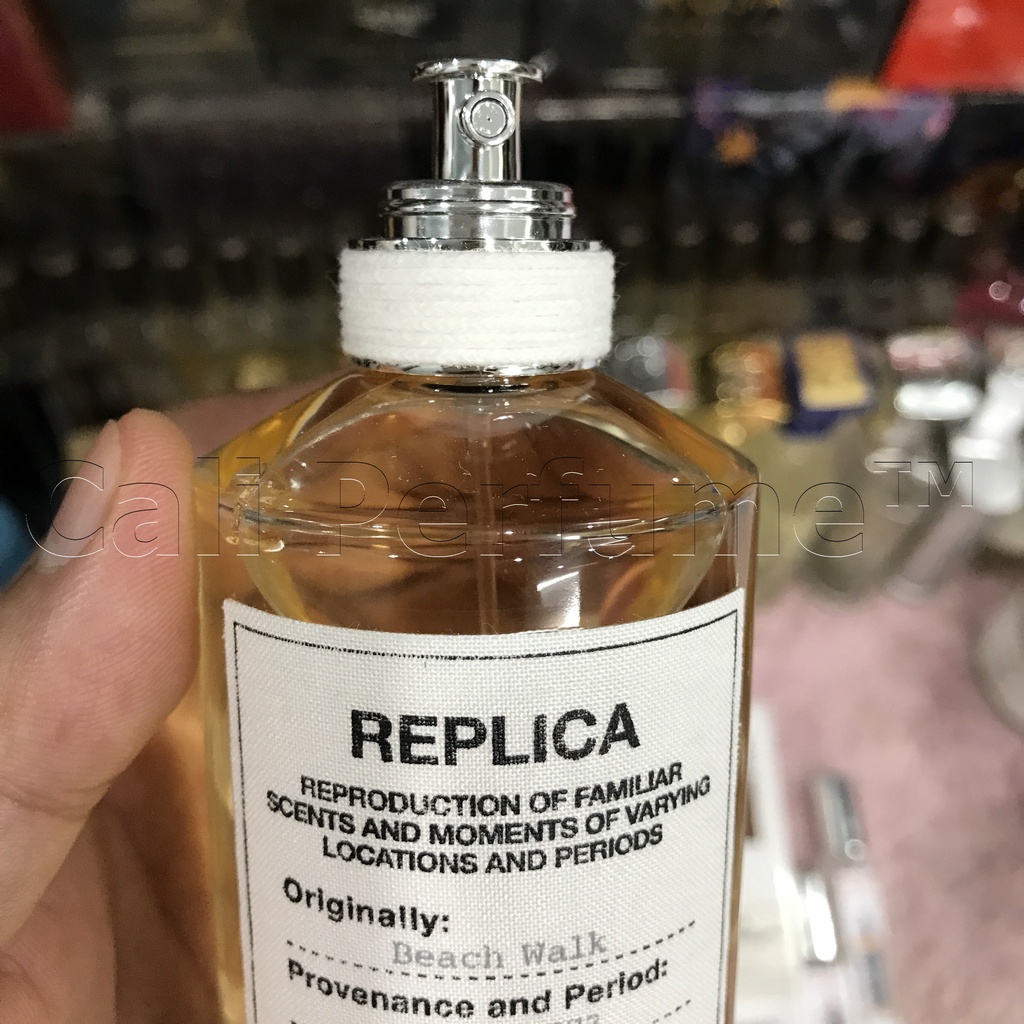 Cali Perfume™
REPLICA
REPRODUCTION OF FAMILIAR
SCENTS AND MOMENTS OF VARYING
LOCATIONS AND PERIODS
Originally:
Beach Walk
Provenance and Period: